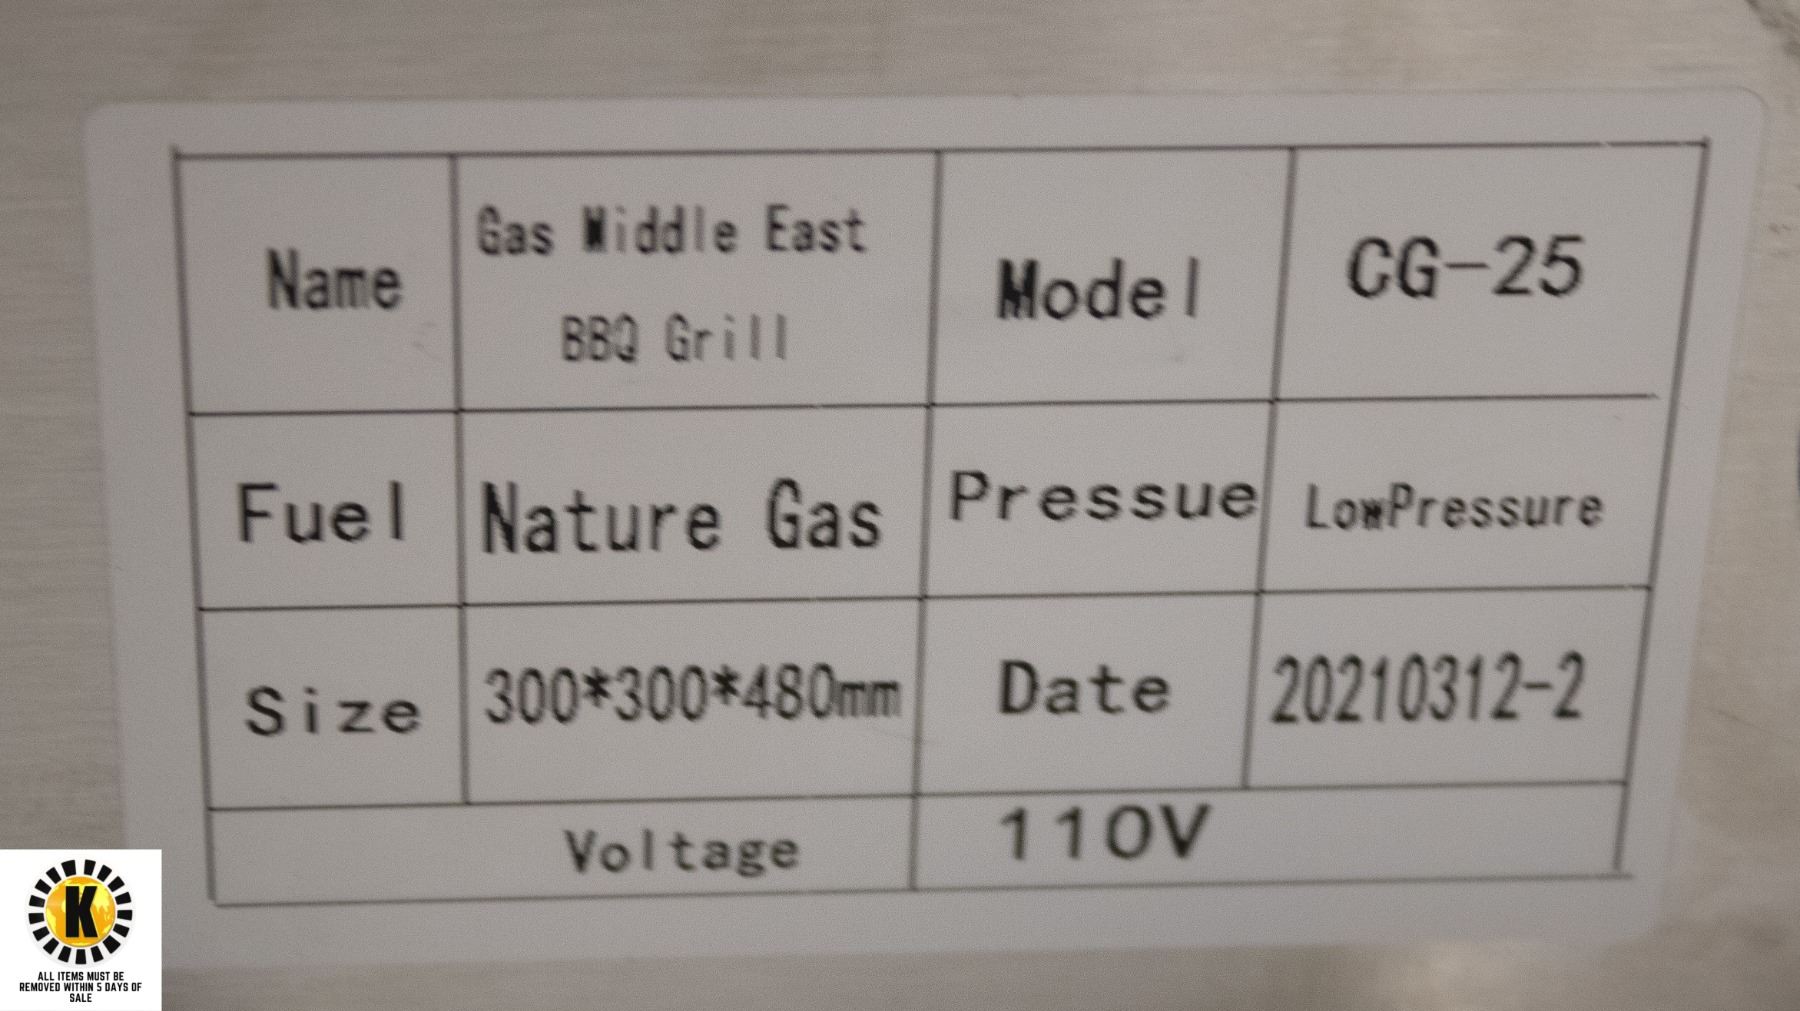 Name
Gas Middle East
BBQ Grill
Model
CG-25
Fuel
Nature Gas
Pressue
LowPressure
Size
300*300*480mm
Date
20210312-2
Voltage
110V
K
ALL ITEMS MUST BE
REMOVED WITHIN 5 DAYS OF
SALE